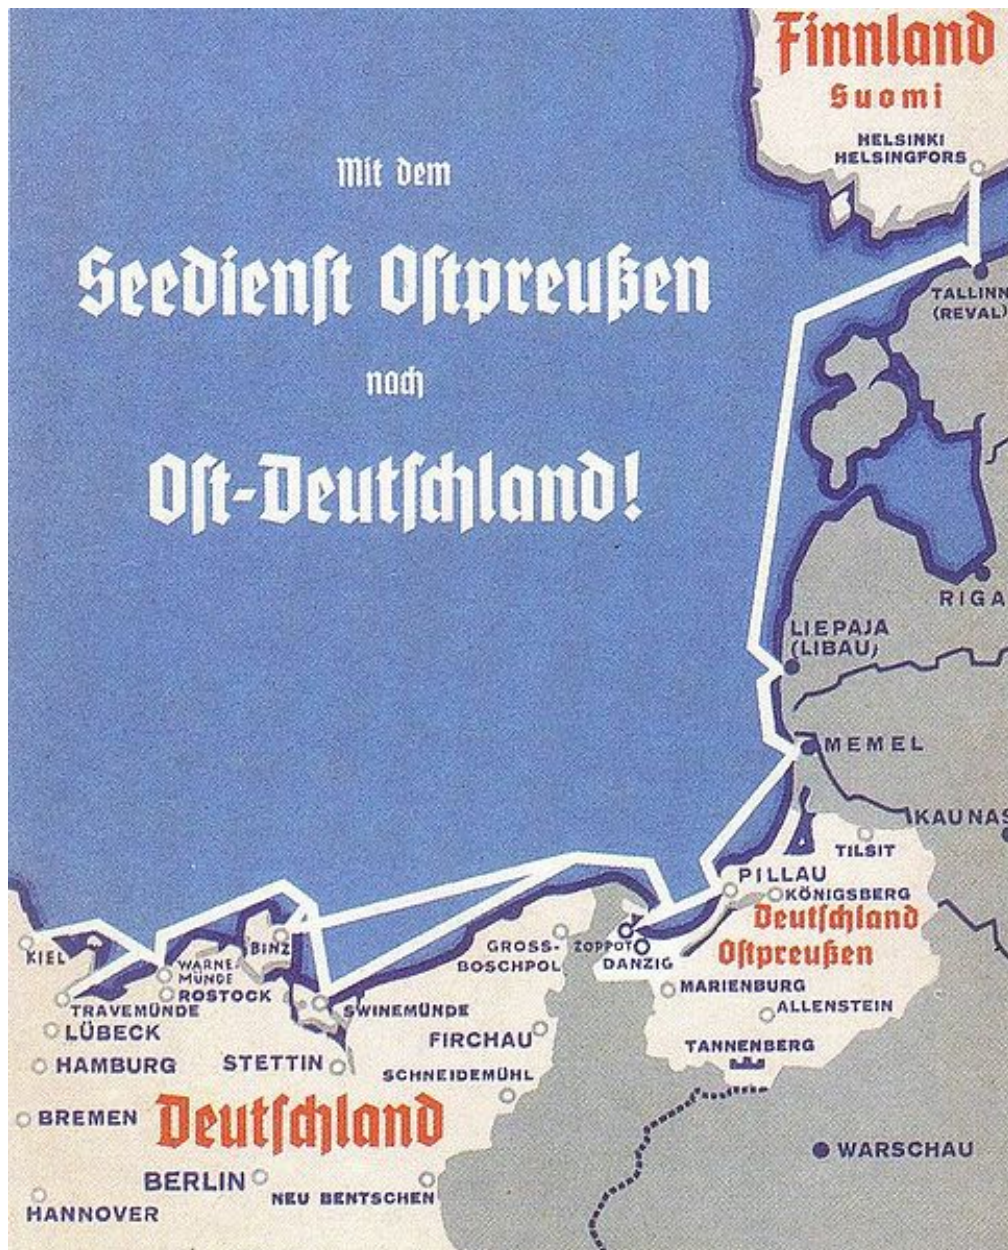 Finnland
Suomi
HELSINKI
HELSINGFORS
Mit dem
Seedienſt Oſtpreußen
nach
Oſt-Deutſchland!
TALLINN
(REVAL)
RIGA
LIEPAJA
(LIBAU)
MEMEL
KAUNAS
TILSIT
PILLAU
KÖNIGSBERG
Deutſchland
Oſtpreußen
KIEL
WARNE-
MÜNDE
ROSTOCK
BINZ
GROSS-
BOSCHPOL
ZOPPOT
DANZIG
MARIENBURG
ALLENSTEIN
TRAVEMÜNDE
LÜBECK
SWINEMÜNDE
FIRCHAU
TANNENBERG
HAMBURG
STETTIN
SCHNEIDEMÜHL
BREMEN
Deutſchland
WARSCHAU
BERLIN
NEU BENTSCHEN
HANNOVER